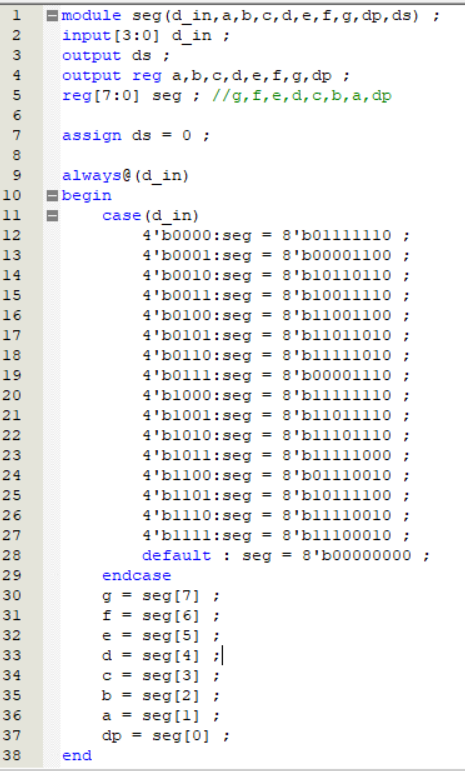 1 module seg(d_in,a,b,c,d,e,f,g,dp,ds) ;
2 input[3:0] d_in ;
3 output ds ;
4 output reg a,b,c,d,e,f,g,dp ;
5 reg[7:0] seg ; //g,f,e,d,c,b,a,dp
6
7 assign ds = 0 ;
8
9 always@(d_in)
10 begin
11 case(d_in)
12 4'b0000:seg = 8'b01111110 ;
13 4'b0001:seg = 8'b00001100 ;
14 4'b0010:seg = 8'b10110110 ;
15 4'b0011:seg = 8'b10011110 ;
16 4'b0100:seg = 8'b11001100 ;
17 4'b0101:seg = 8'b11011010 ;
18 4'b0110:seg = 8'b11111010 ;
19 4'b0111:seg = 8'b00001110 ;
20 4'b1000:seg = 8'b11111110 ;
21 4'b1001:seg = 8'b11011110 ;
22 4'b1010:seg = 8'b11101110 ;
23 4'b1011:seg = 8'b11111000 ;
24 4'b1100:seg = 8'b01110010 ;
25 4'b1101:seg = 8'b10111100 ;
26 4'b1110:seg = 8'b11110010 ;
27 4'b1111:seg = 8'b11100010 ;
28 default : seg = 8'b00000000 ;
29 endcase
30 g = seg[7] ;
31 f = seg[6] ;
32 e = seg[5] ;
33 d = seg[4] ;
34 c = seg[3] ;
35 b = seg[2] ;
36 a = seg[1] ;
37 dp = seg[0] ;
38 end